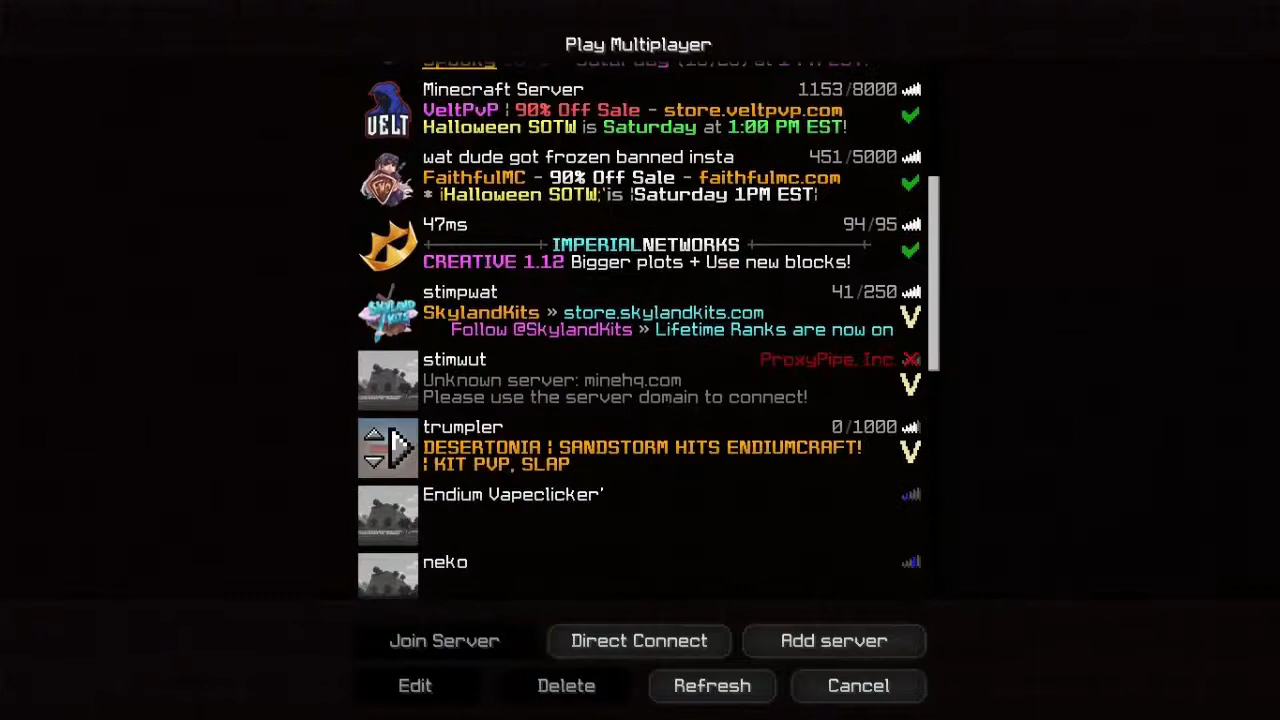 Play Multiplayer
Minecraft Server 1153/8000
VELT
VeltPvP | 90% Off Sale - store.veltpvp.com
Halloween SOTW is Saturday at 1:00 PM EST!
wat dude got frozen banned insta 451/5000
FaithfulMC - 90% Off Sale - faithfulmc.com
* ¡Halloween SOTW¦ is ¦Saturday 1PM EST¦
47ms 94/95
IMPERIALNETWORKS
CREATIVE 1.12 Bigger plots + Use new blocks!
stimpwat 41/250
SKYLAND KITS
SkylandKits » store.skylandkits.com
V
Follow @SkylandKits » Lifetime Ranks are now on
stimwut ProxyPipe, Inc.
Unknown server: minehq.com
V
Please use the server domain to connect!
trumpler 0/1000
DESERTONIA | SANDSTORM HITS ENDIUMCRAFT!
V
| KIT PVP, SLAP
Endium Vapeclicker'
neko
Join Server Direct Connect Add server
Edit Delete Refresh Cancel